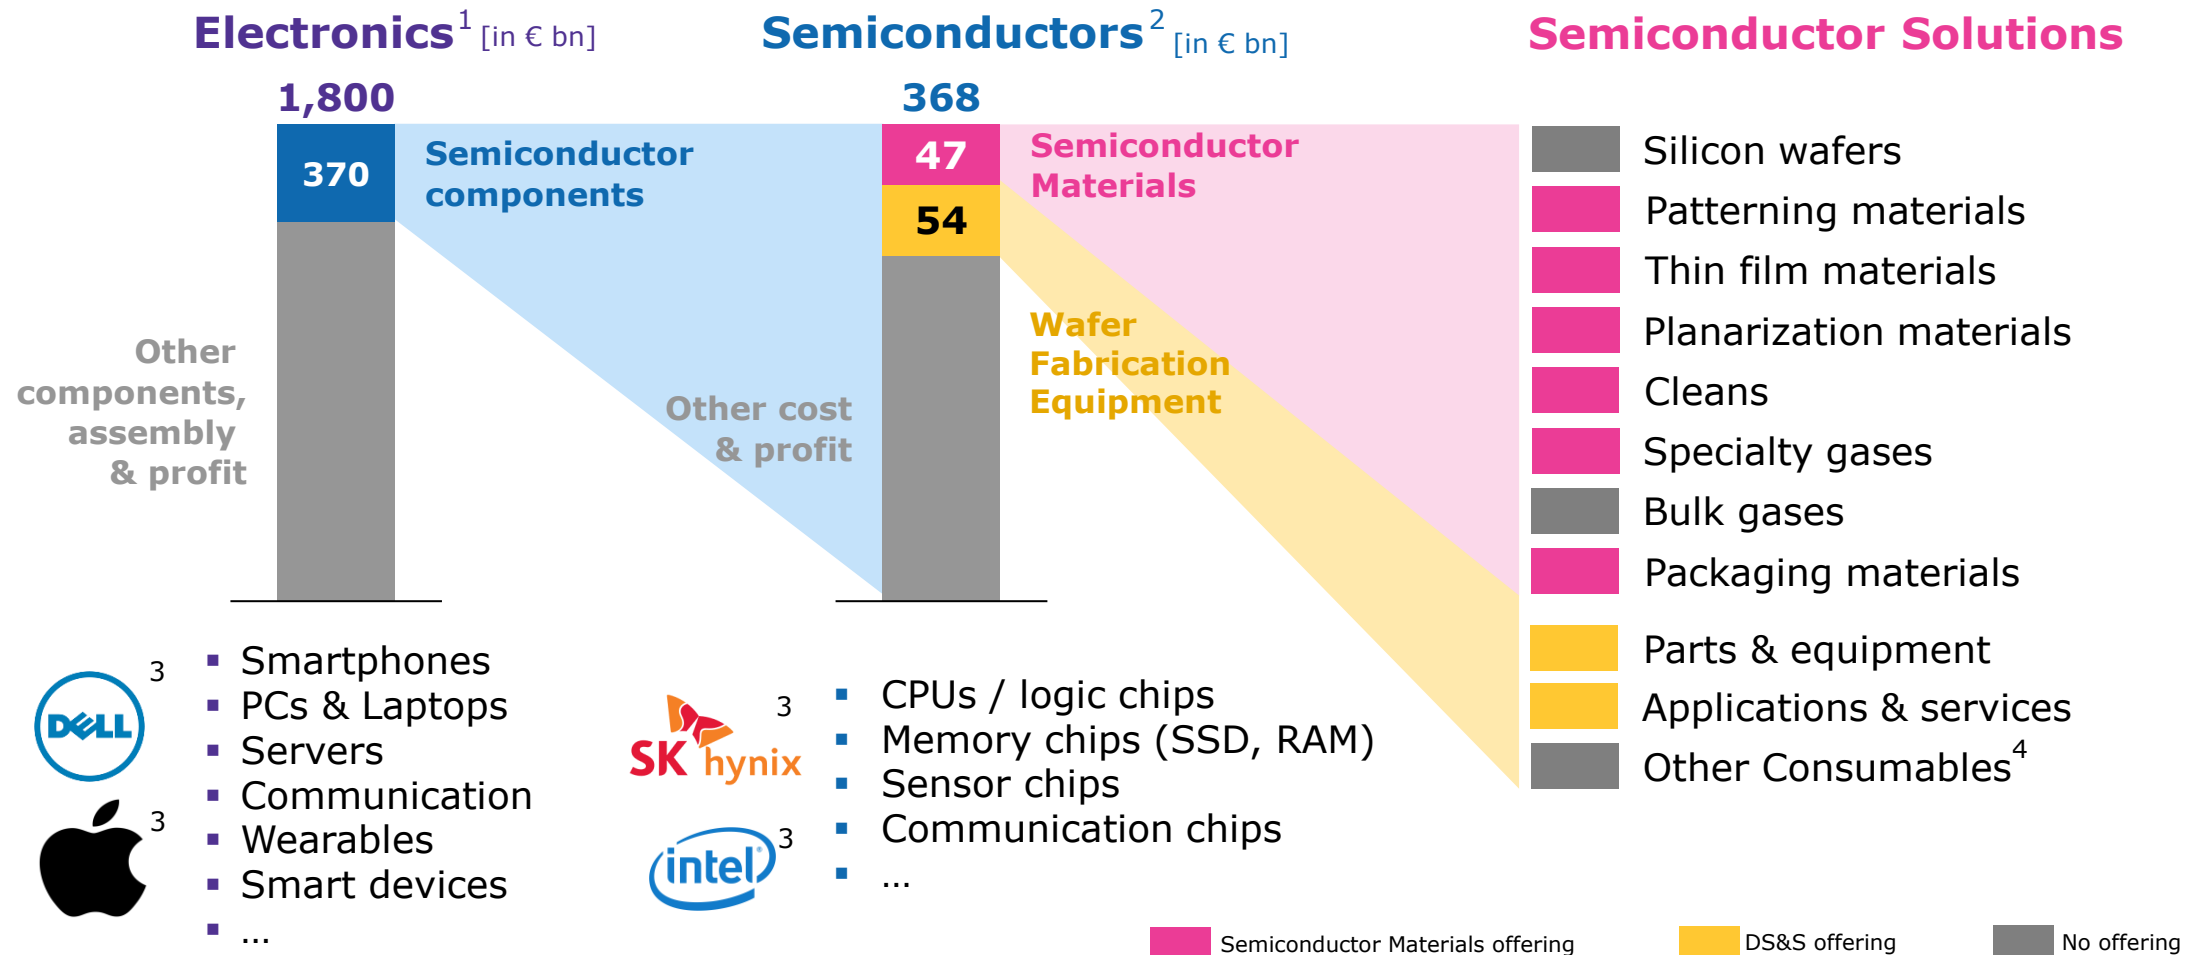 Electronics1 [in € bn]
1,800
370
Semiconductor
components
Other
components,
assembly
& profit
3
DELL
3
▪ Smartphones
▪ PCs & Laptops
▪ Servers
▪ Communication
▪ Wearables
▪ Smart devices
▪ ...
Semiconductors2 [in € bn]
368
47
54
Semiconductor
Materials
Wafer
Fabrication
Equipment
Other cost
& profit
3
SK hynix
3
intel
▪ CPUs / logic chips
▪ Memory chips (SSD, RAM)
▪ Sensor chips
▪ Communication chips
▪ ...
Semiconductor Solutions
Silicon wafers
Patterning materials
Thin film materials
Planarization materials
Cleans
Specialty gases
Bulk gases
Packaging materials
Parts & equipment
Applications & services
Other Consumables4
Semiconductor Materials offering
DS&S offering
No offering